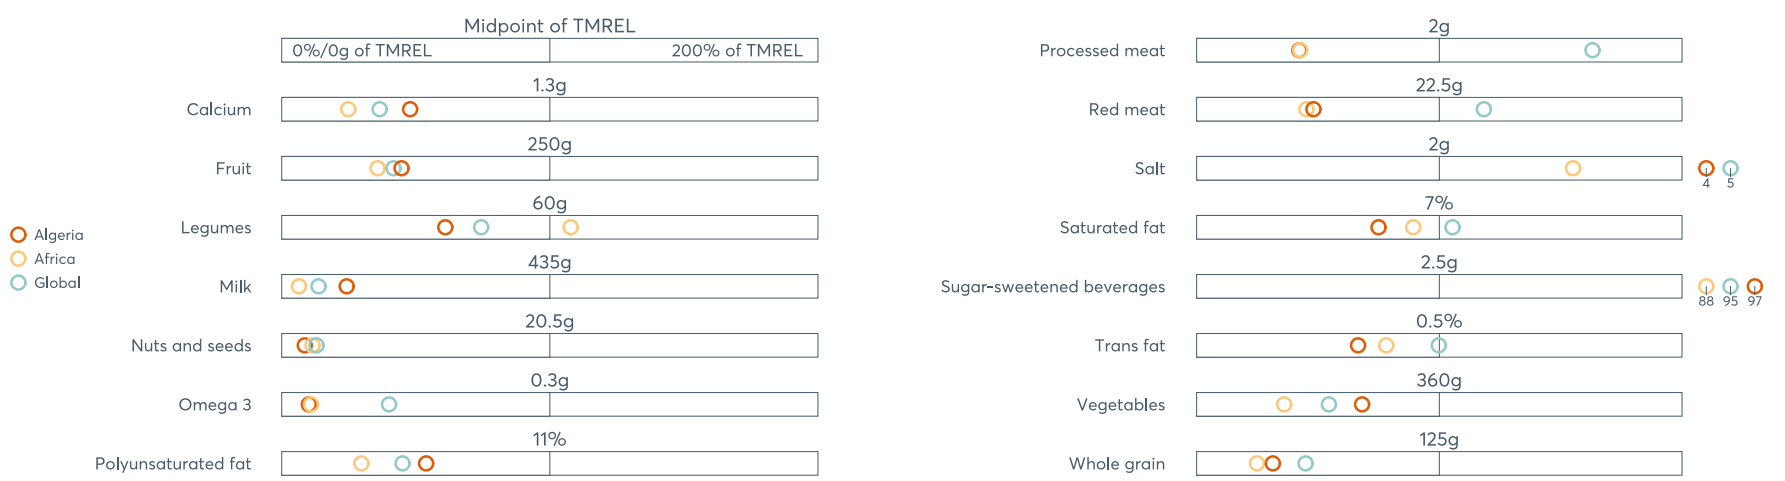 Midpoint of TMREL
0%/0g of TMREL 200% of TMREL
1.3g
Calcium
250g
Fruit
60g
Legumes
435g
Milk
20.5g
Nuts and seeds
0.3g
Omega 3
11%
Polyunsaturated fat
Algeria
Africa
Global
2g
Processed meat
22.5g
Red meat
2g
Salt
4 5
7%
Saturated fat
2.5g
Sugar-sweetened beverages
88 95 97
0.5%
Trans fat
360g
Vegetables
125g
Whole grain